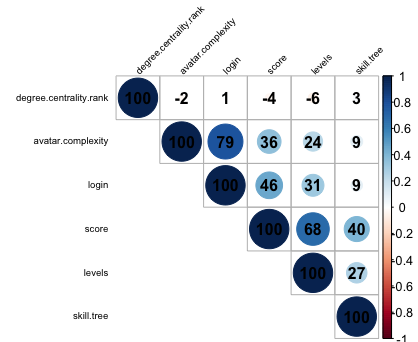 degree.centrality.rank
avatar.complexity
login
score
levels
skill.tree
degree.centrality.rank 100 -2 1 -4 -6 3
avatar.complexity 100 79 36 24 9
login 100 46 31 9
score 100 68 40
levels 100 27
skill.tree 100
1
0.8
0.6
0.4
0.2
0
-0.2
-0.4
-0.6
-0.8
-1